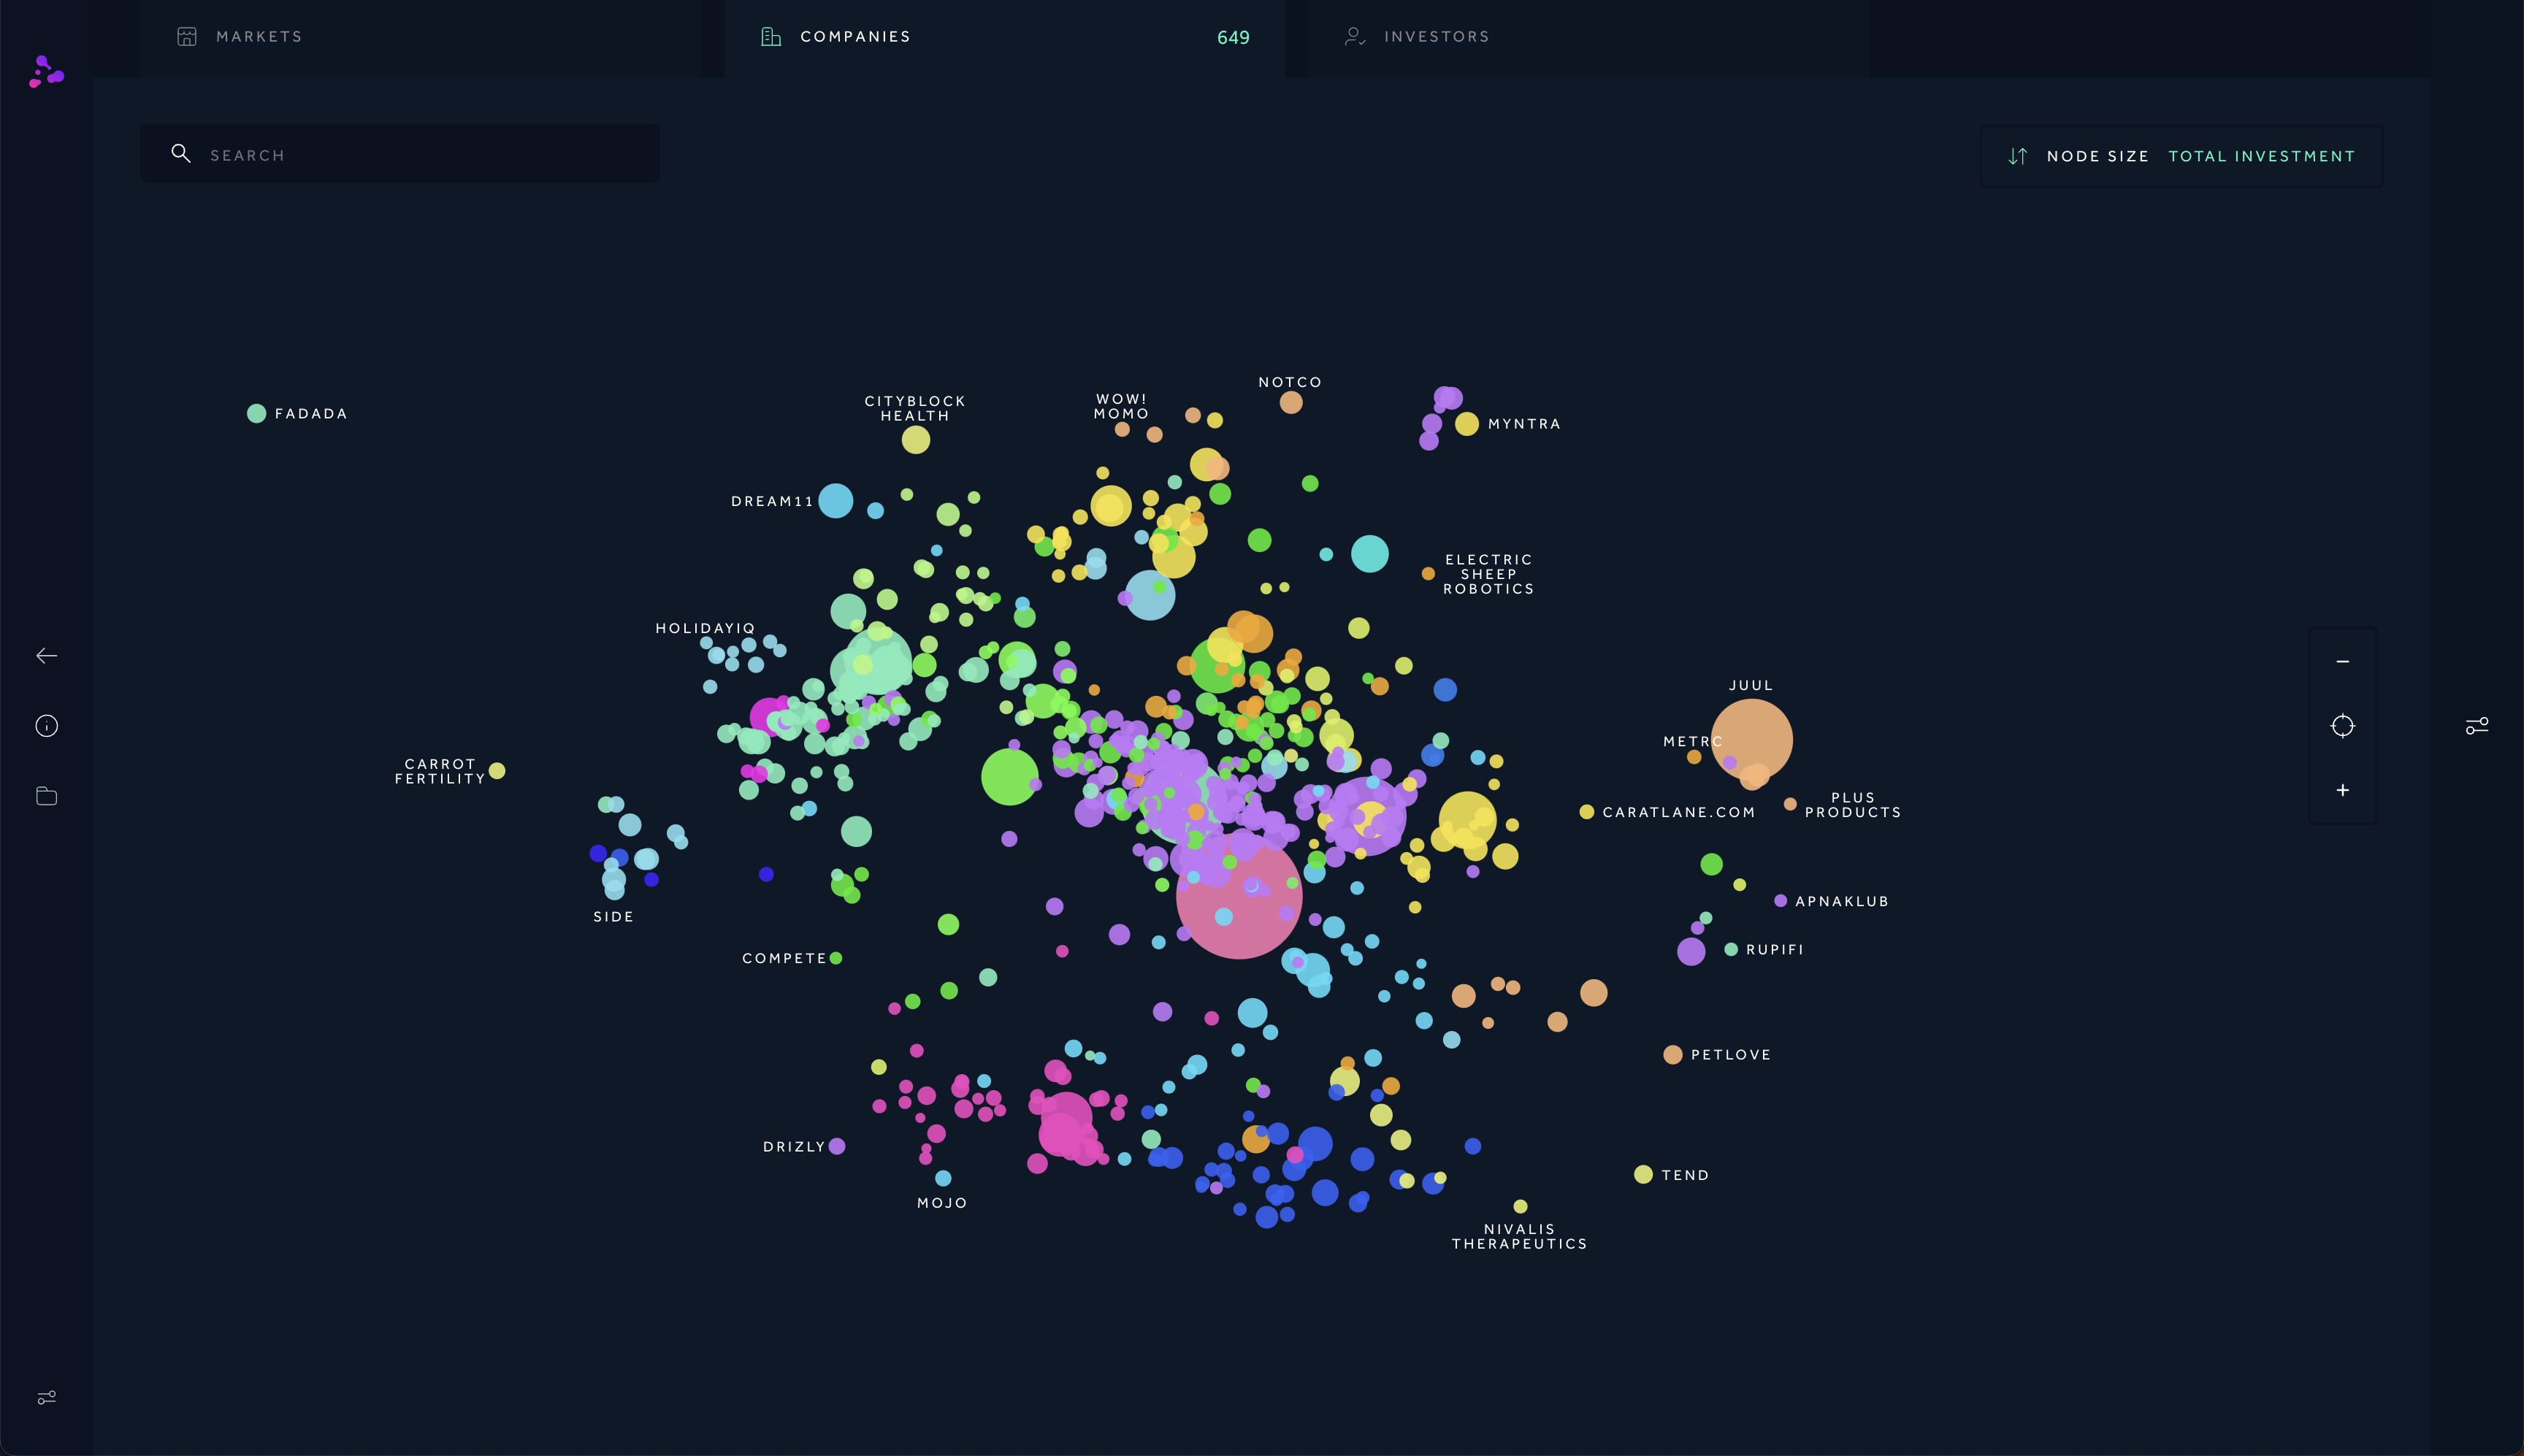 MARKETS
COMPANIES
649
INVESTORS
SEARCH
NODE SIZE TOTAL INVESTMENT
NOTCO
CITYBLOCK
HEALTH
WOW!
MOMO
FADADA
MYNTRA
DREAM11
ELECTRIC
SHEEP
ROBOTICS
HOLIDAYIQ
JUUL
METRC
CARROT
FERTILITY
PLUS
PRODUCTS
CARATLANE.COM
APNAKLUB
SIDE
RUPIFI
COMPETE
PETLOVE
DRIZLY
TEND
MOJO
NIVALIS
THERAPEUTICS